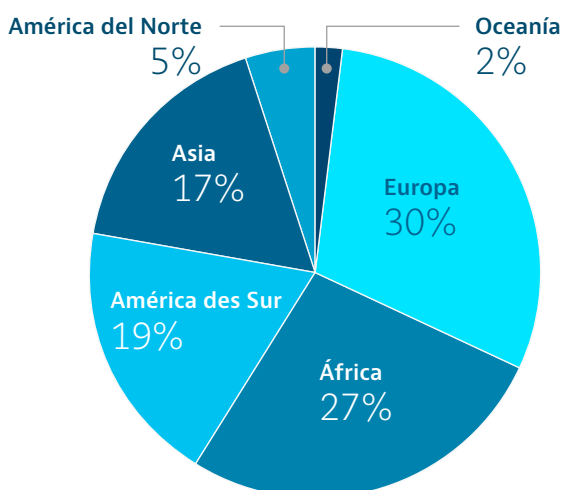 América del Norte
5%
Oceanía
2%
Asia
17%
Europa
30%
América des Sur
19%
África
27%